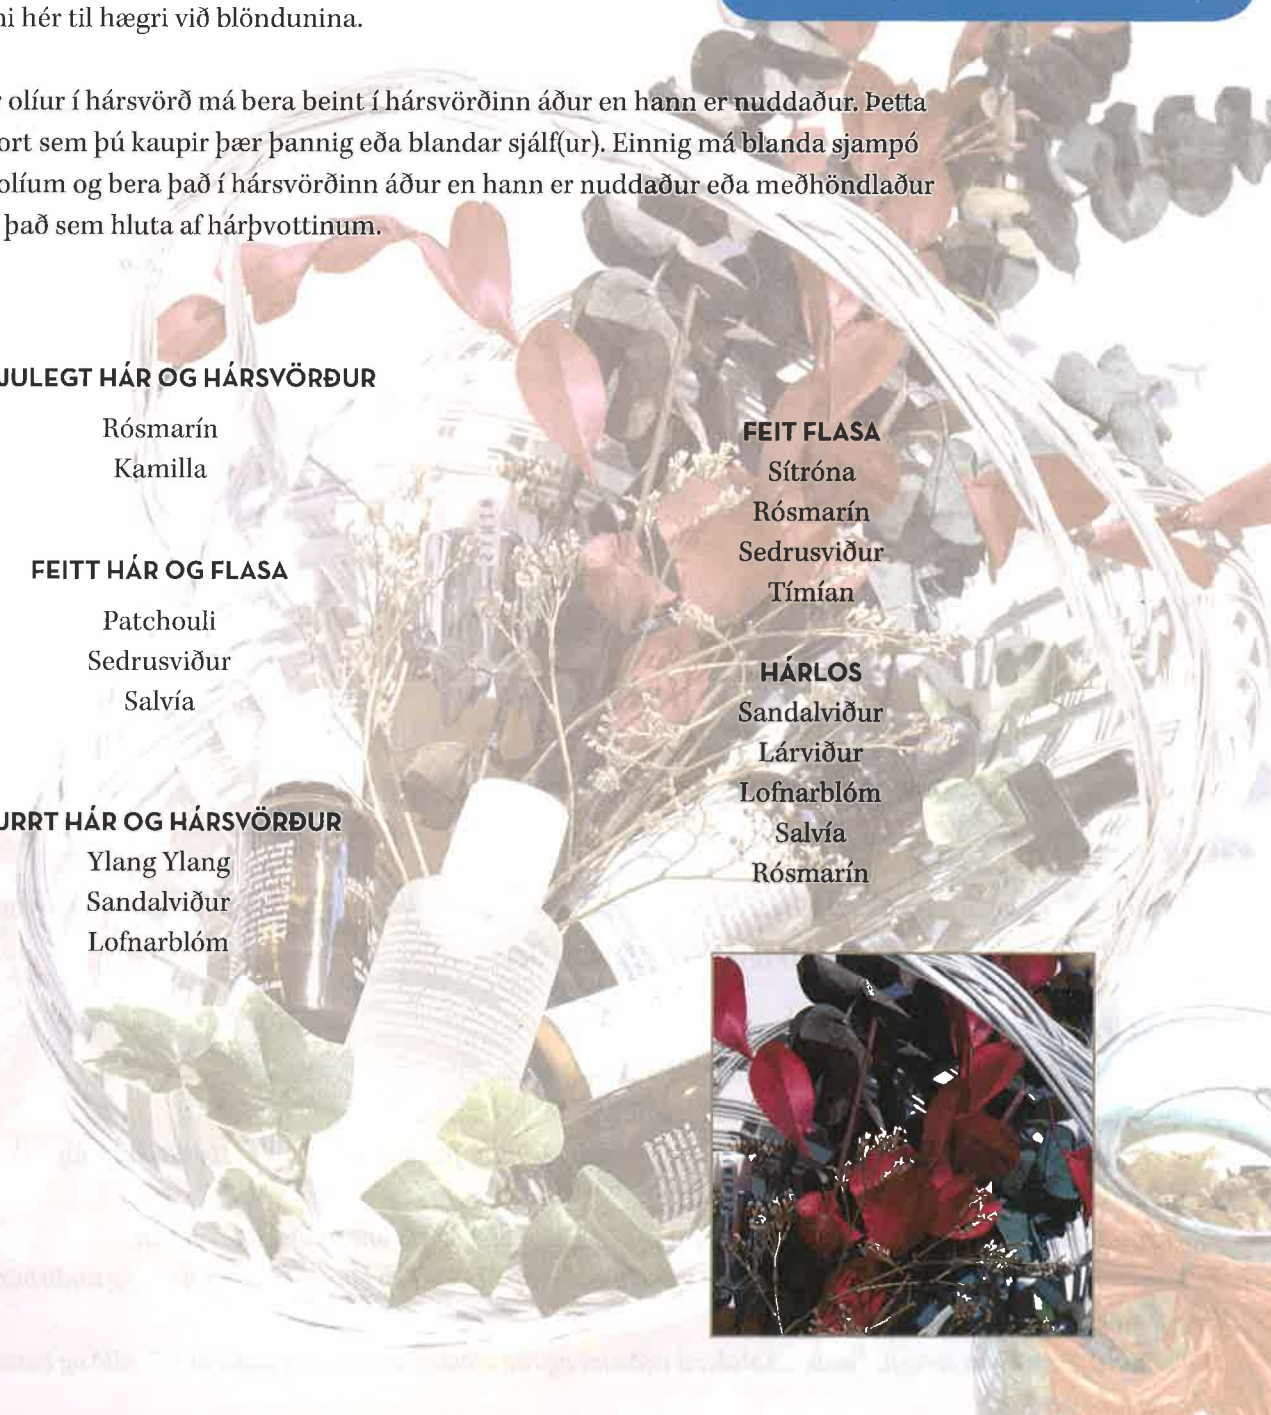 hér til hægri við blöndunina.
olíur í hársvörð má bera beint í hársvörðinn áður en hann er nuddaður. Þetta
sem þú kaupir þær þannig eða blandar sjálf(ur). Einnig má blanda sjampó
olíum og bera það í hársvörðinn áður en hann er nuddaður eða meðhöndlaður
það sem hluta af hárþvottinum.
HÁR OG HÁRSVÖRÐUR
Rósmarín
Kamilla
FEITT HÁR OG FLASA
Patchouli
Sedrusviður
Salvía
HÁR OG HÁRSVÖRÐUR
Ylang Ylang
Sandalviður
Lofnarblóm
FEIT FLASA
Sítróna
Rósmarín
Sedrusviður
Tímían
HÁRLOS
Sandalviður
Lárviður
Lofnarblóm
Salvía
Rósmarín